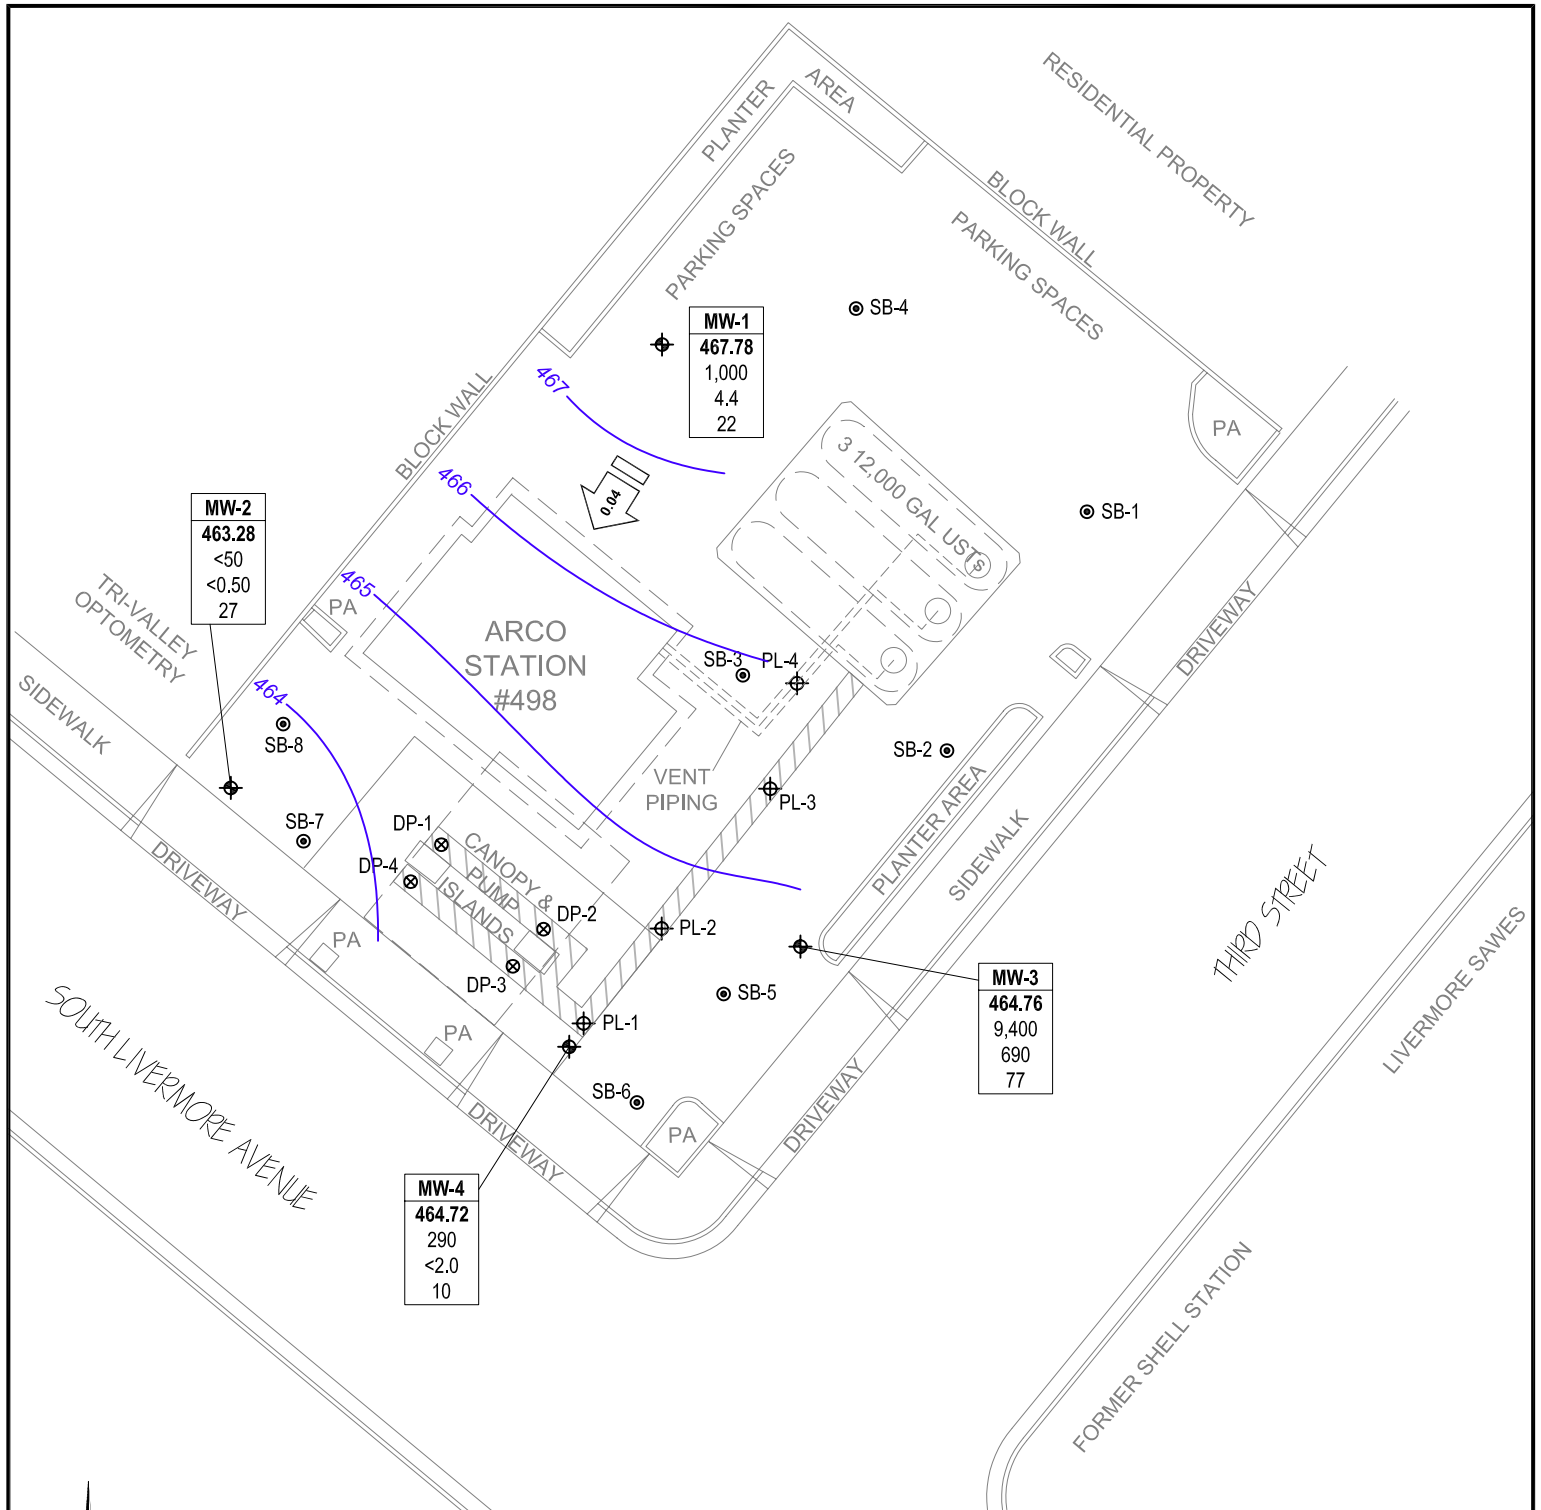 RESIDENTIAL PROPERTY
PLANTER
AREA
BLOCK WALL
PARKING SPACES
PARKING SPACES
SB-4
MW-1
467.78
1,000
4.4
22
467
BLOCK WALL
PA
3 12,000 GAL USTs
466
0.04
SB-1
MW-2
463.28
<50
<0.50
27
TRI-VALLEY
OPTOMETRY
465
PA
ARCO
STATION
#498
SB-3
PL-4
DRIVEWAY
SIDEWALK
464
SB-8
SB-2
VENT
PIPING
PL-3
PLANTER AREA
SIDEWALK
SB-7
DP-1
DP-4
CANOPY &
PUMP
ISLANDS
DP-2
DP-3
DRIVEWAY
PA
PL-2
THIRD STREET
LIVERMORE SAWES
MW-3
464.76
9,400
690
77
SB-5
PL-1
PA
SOUTH LIVERMORE AVENUE
SB-6
DRIVEWAY
DRIVEWAY
PA
MW-4
464.72
290
<2.0
10
FORMER SHELL STATION